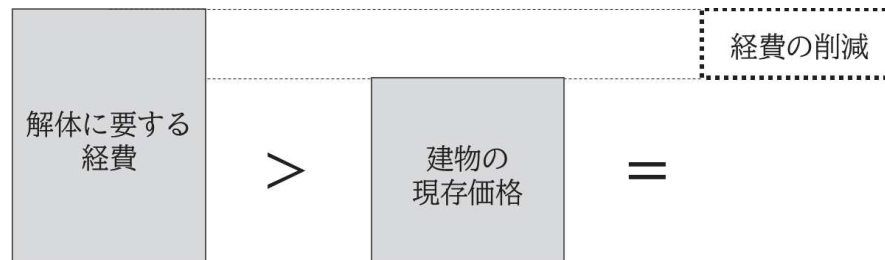 解体に要する
経費
>
建物の
現存価格
=
経費の削減